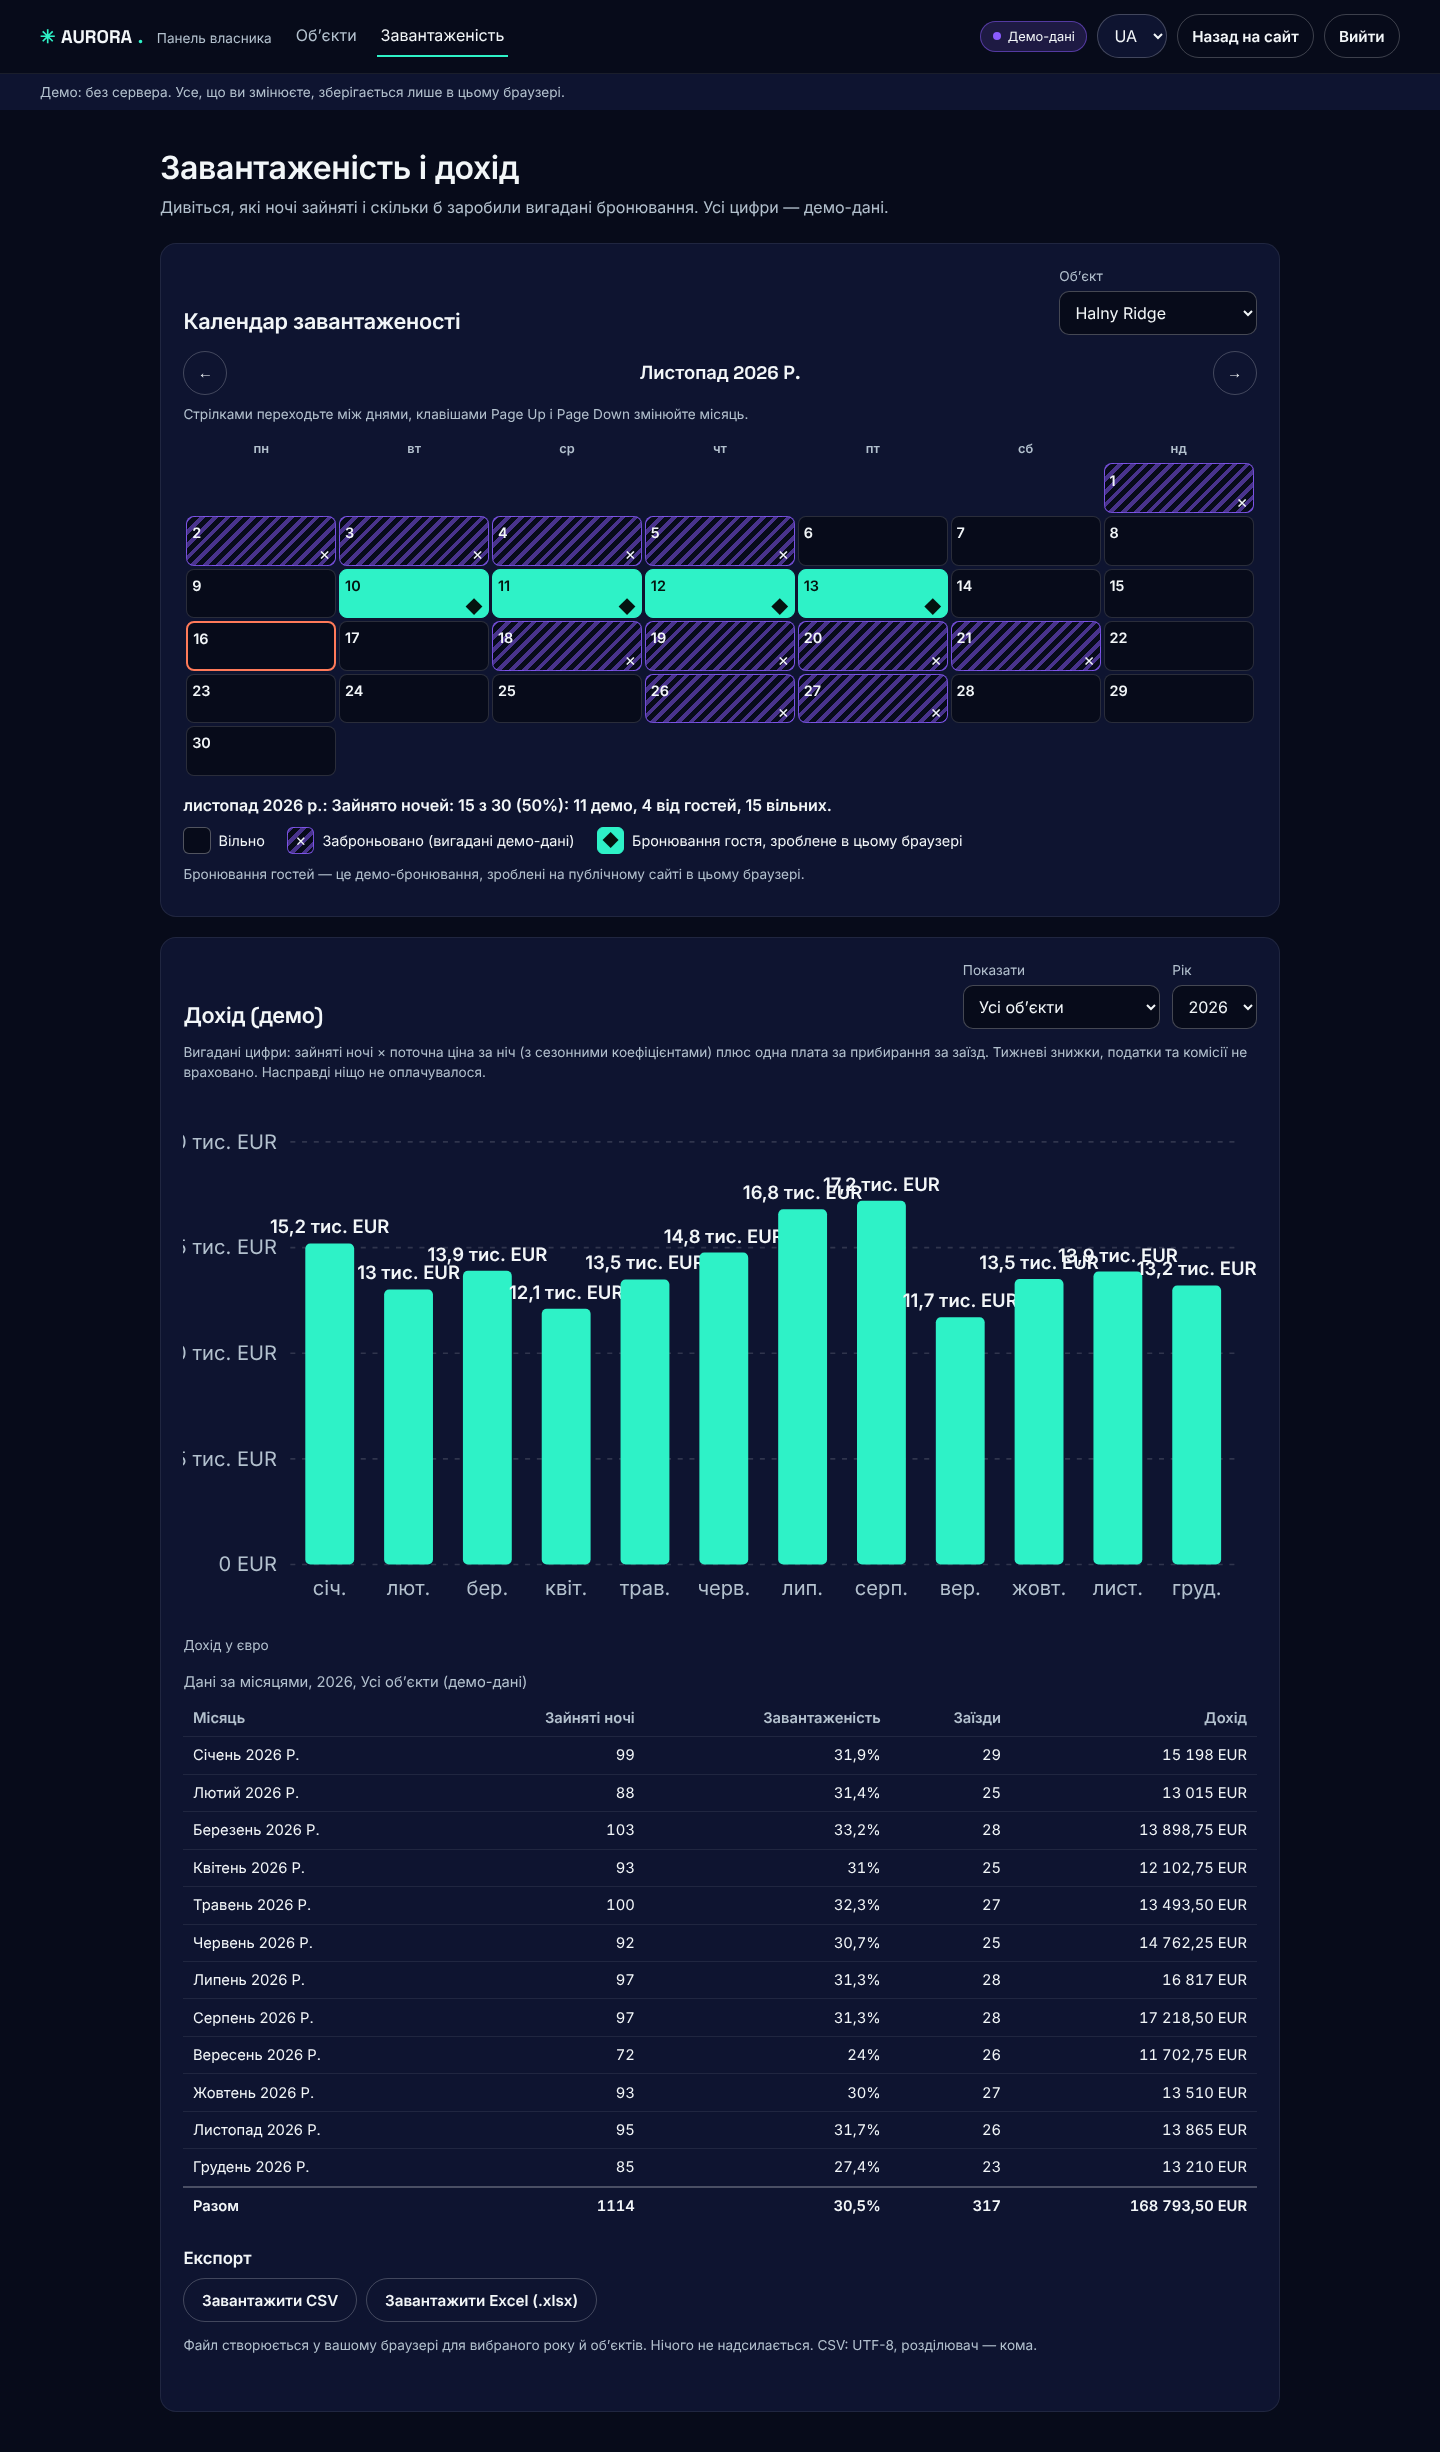 AURORA. Панель власника Об'єкти Завантаженість Демо-дані UA Назад на сайт Вийти
Демо: без сервера. Усе, що ви змінюєте, зберігається лише в цьому браузері.
Завантаженість і дохід
Дивіться, які ночі зайняті і скільки б заробили вигадані бронювання. Усі цифри — демо-дані.
Об'єкт
Календар завантаженості
Halny Ridge
← Листопад 2026 Р. →
Стрілками переходьте між днями, клавішами Page Up і Page Down змінюйте місяць.
пн вт ср чт пт сб нд
1 ×
2 × 3 × 4 × 5 × 6 7 8
9 10 ◆ 11 ◆ 12 ◆ 13 ◆ 14 15
16 17 18 × 19 × 20 × 21 × 22
23 24 25 26 × 27 × 28 29
30
листопад 2026 р.: Зайнято ночей: 15 з 30 (50%): 11 демо, 4 від гостей, 15 вільних.
Вільно × Заброньовано (вигадані демо-дані) ◆ Бронювання гостя, зроблене в цьому браузері
Бронювання гостей — це демо-бронювання, зроблені на публічному сайті в цьому браузері.
Показати Рік
Дохід (демо)
Усі об'єкти 2026
Вигадані цифри: зайняті ночі × поточна ціна за ніч (з сезонними коефіцієнтами) плюс одна плата за прибирання за заїзд. Тижневі знижки, податки та комісії не
враховано. Насправді ніщо не оплачувалося.
тис. EUR
тис. EUR
тис. EUR
тис. EUR
0 EUR
15,2 тис. EUR
13 тис. EUR
13,9 тис. EUR
12,1 тис. EUR
13,5 тис. EUR
14,8 тис. EUR
16,8 тис. EUR
17,2 тис. EUR
11,7 тис. EUR
13,5 тис. EUR
13,9 тис. EUR
13,2 тис. EUR
січ. лют. бер. квіт. трав. черв. лип. серп. вер. жовт. лист. груд.
Дохід у євро
Дані за місяцями, 2026, Усі об'єкти (демо-дані)
Місяць Зайняті ночі Завантаженість Заїзди Дохід
Січень 2026 Р. 99 31,9% 29 15 198 EUR
Лютий 2026 Р. 88 31,4% 25 13 015 EUR
Березень 2026 Р. 103 33,2% 28 13 898,75 EUR
Квітень 2026 Р. 93 31% 25 12 102,75 EUR
Травень 2026 Р. 100 32,3% 27 13 493,50 EUR
Червень 2026 Р. 92 30,7% 25 14 762,25 EUR
Липень 2026 Р. 97 31,3% 28 16 817 EUR
Серпень 2026 Р. 97 31,3% 28 17 218,50 EUR
Вересень 2026 Р. 72 24% 26 11 702,75 EUR
Жовтень 2026 Р. 93 30% 27 13 510 EUR
Листопад 2026 Р. 95 31,7% 26 13 865 EUR
Грудень 2026 Р. 85 27,4% 23 13 210 EUR
Разом 1114 30,5% 317 168 793,50 EUR
Експорт
Завантажити CSV Завантажити Excel (.xlsx)
Файл створюється у вашому браузері для вибраного року й об'єктів. Нічого не надсилається. CSV: UTF-8, розділювач — кома.